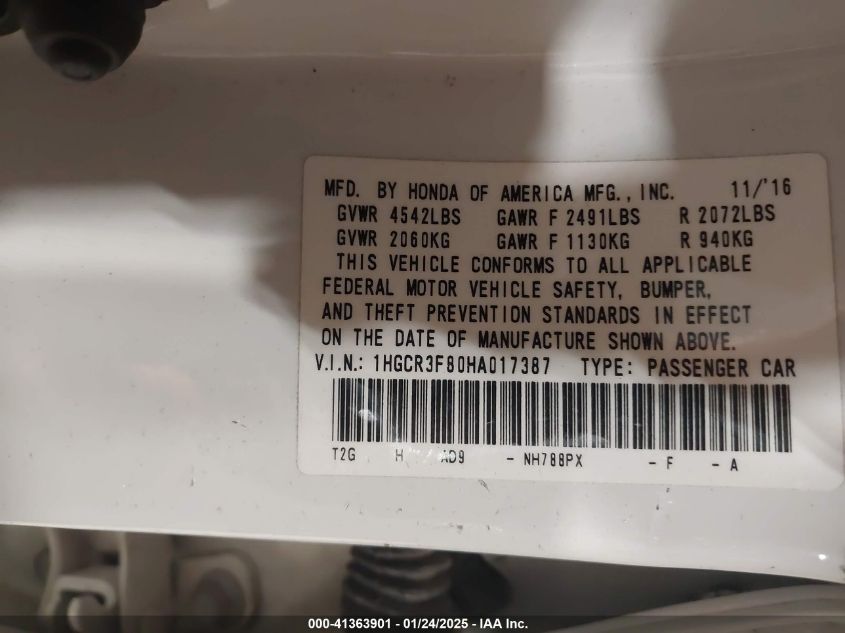 MFD. BY HONDA OF AMERICA MFG., INC. 11/'16
GVWR 4542LBS GAWR F 2491LBS R 2072LBS
GVWR 2060KG GAWR F 1130KG R 940KG
THIS VEHICLE CONFORMS TO ALL APPLICABLE
FEDERAL MOTOR VEHICLE SAFETY, BUMPER,
AND THEFT PREVENTION STANDARDS IN EFFECT
ON THE DATE OF MANUFACTURE SHOWN ABOVE.
V.I.N.: 1HGCR3F80HA017387 TYPE: PASSENGER CAR
T2G H AD9 - NH788PX - F - A
000-41363901 - 01/24/2025 - IAA Inc.